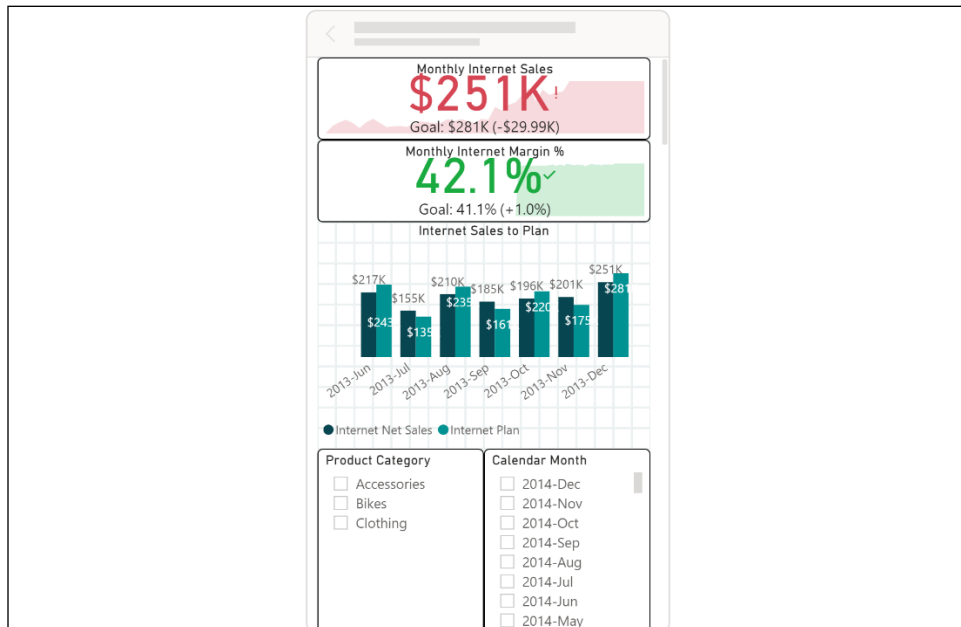 Monthly Internet Sales
$251K!
Goal: $281K (-$29.99K)
Monthly Internet Margin %
42.1%
Goal: 41.1% (+1.0%)
Internet Sales to Plan
$217K $155K $210K $185K $196K $201K $251K
$243 $135 $235 $161 $220 $175 $281
2013-Jun 2013-Jul 2013-Aug 2013-Sep 2013-Oct 2013-Nov 2013-Dec
Internet Net Sales Internet Plan
Product Category
Accessories
Bikes
Clothing
Calendar Month
2014-Dec
2014-Nov
2014-Oct
2014-Sep
2014-Aug
2014-Jul
2014-Jun
2014-May